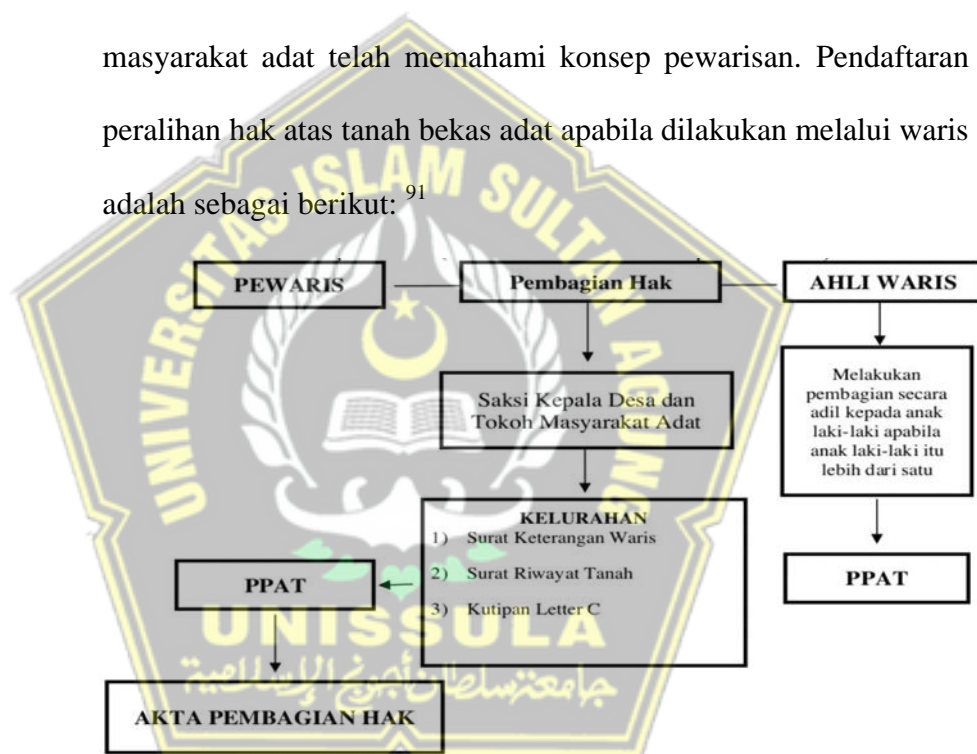 masyarakat adat telah memahami konsep pewarisan. Pendaftaran
peralihan hak atas tanah bekas adat apabila dilakukan melalui waris
adalah sebagai berikut: 91
PEWARIS
Pembagian Hak
AHLI WARIS
Saksi Kepala Desa dan
Tokoh Masyarakat Adat
Melakukan
pembagian secara
adil kepada anak
laki-laki apabila
anak laki-laki itu
lebih dari satu
KELURAHAN
1) Surat Keterangan Waris
2) Surat Riwayat Tanah
3) Kutipan Letter C
PPAT
PPAT
AKTA PEMBAGIAN HAK
UNIVERSITAS ISLAM SULTAN AGUNG
UNISSULA
جامعتسلطان أجونج الإسلامية